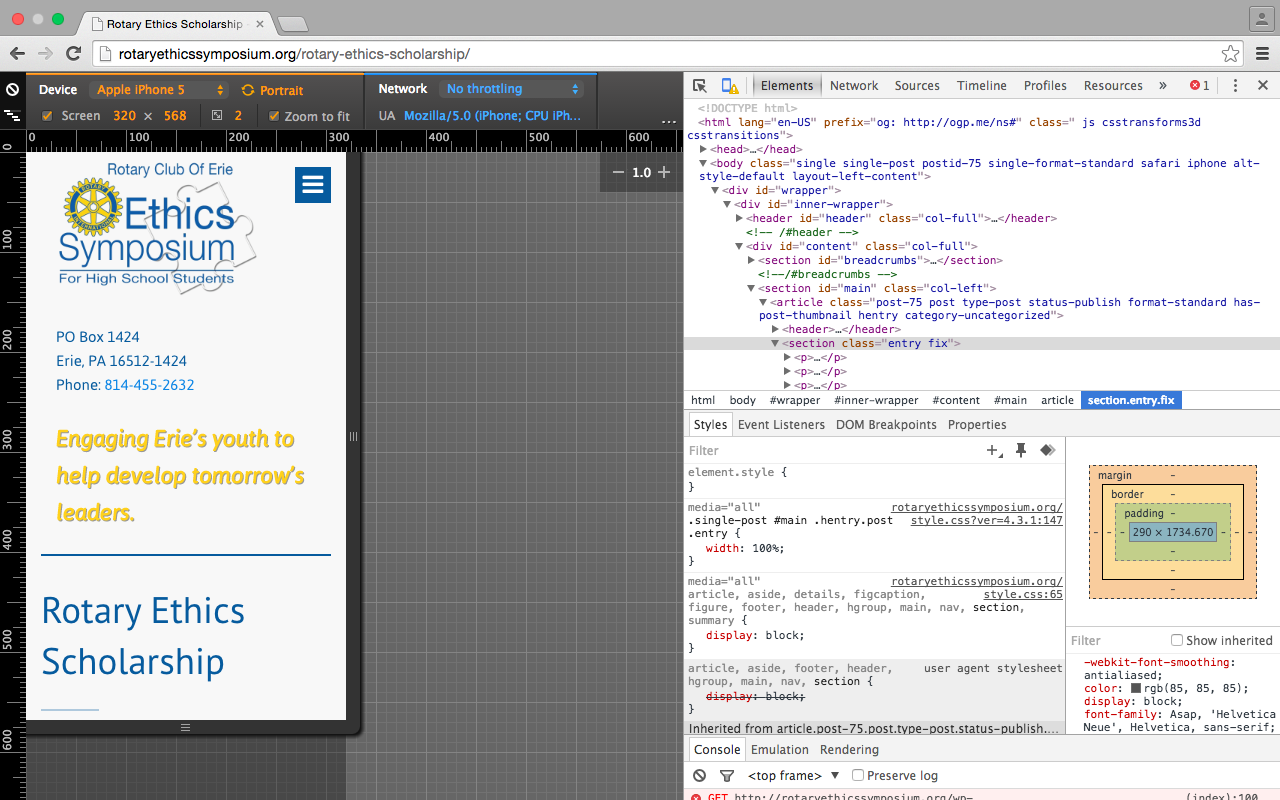 Rotary Ethics Scholarship
rotaryethicssymposium.org/rotary-ethics-scholarship/
Device Apple iPhone 5 Portrait
Screen 320 × 568 2 Zoom to fit
Network No throttling
UA Mozilla/5.0 (iPhone; CPU iPh...
...
0 100 200 300 400 500 600
0
100
200
300
400
500
600
− 1.0 +
Rotary Club Of Erie
ROTARY
INTERNATIONAL
Ethics
Symposium
For High School Students
PO Box 1424
Erie, PA 16512-1424
Phone: 814-455-2632
Engaging Erie's youth to
help develop tomorrow's
leaders.
Rotary Ethics
Scholarship
Elements Network Sources Timeline Profiles Resources » 1
<!DOCTYPE html>
<html lang="en-US" prefix="og: http://ogp.me/ns#" class=" js csstransforms3d
csstransitions">
<head>…</head>
<body class="single single-post postid-75 single-format-standard safari iphone alt-
style-default layout-left-content">
<div id="wrapper">
<div id="inner-wrapper">
<header id="header" class="col-full">…</header>
<!-- /#header -->
<div id="content" class="col-full">
<section id="breadcrumbs">…</section>
<!--/#breadcrumbs -->
<section id="main" class="col-left">
<article class="post-75 post type-post status-publish format-standard has-
post-thumbnail hentry category-uncategorized">
<header>…</header>
<section class="entry fix">
<p>…</p>
<p>…</p>
<p>…</p>
html body #wrapper #inner-wrapper #content #main article section.entry.fix
Styles Event Listeners DOM Breakpoints Properties
Filter
element.style {
}
media="all" rotaryethicssymposium.org/
.single-post #main .hentry.post style.css?ver=4.3.1:147
.entry {
width: 100%;
}
media="all" rotaryethicssymposium.org/
article, aside, details, figcaption, style.css:65
figure, footer, header, hgroup, main, nav, section,
summary {
display: block;
}
article, aside, footer, header, user agent stylesheet
hgroup, main, nav, section {
display: block;
}
Inherited from article.post-75.post.type-post.status-publish.…
margin -
border -
padding -
- - - 290 × 1734.670 - - -
-
-
-
Filter Show inherited
-webkit-font-smoothing:
antialiased;
color: rgb(85, 85, 85);
display: block;
font-family: Asap, 'Helvetica
Neue', Helvetica, sans-serif;
Console Emulation Rendering
<top frame> Preserve log
GET http://rotaryethicssymposium.org/wp- (index):100